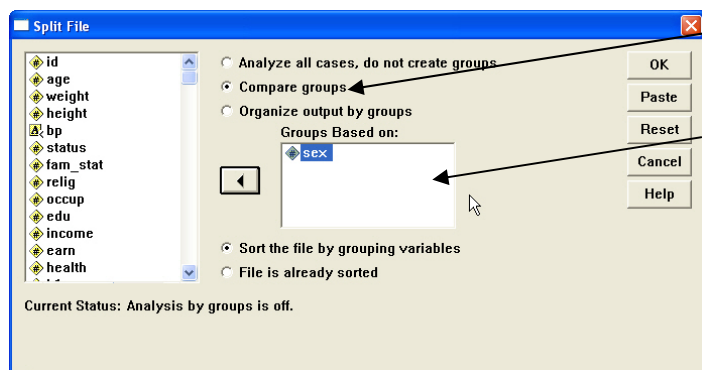 Split File
id
age
weight
height
bp
status
fam_stat
relig
occup
edu
income
earn
health
Analyze all cases, do not create groups
Compare groups
Organize output by groups
Groups Based on:
sex
Sort the file by grouping variables
File is already sorted
Current Status: Analysis by groups is off.
OK
Paste
Reset
Cancel
Help